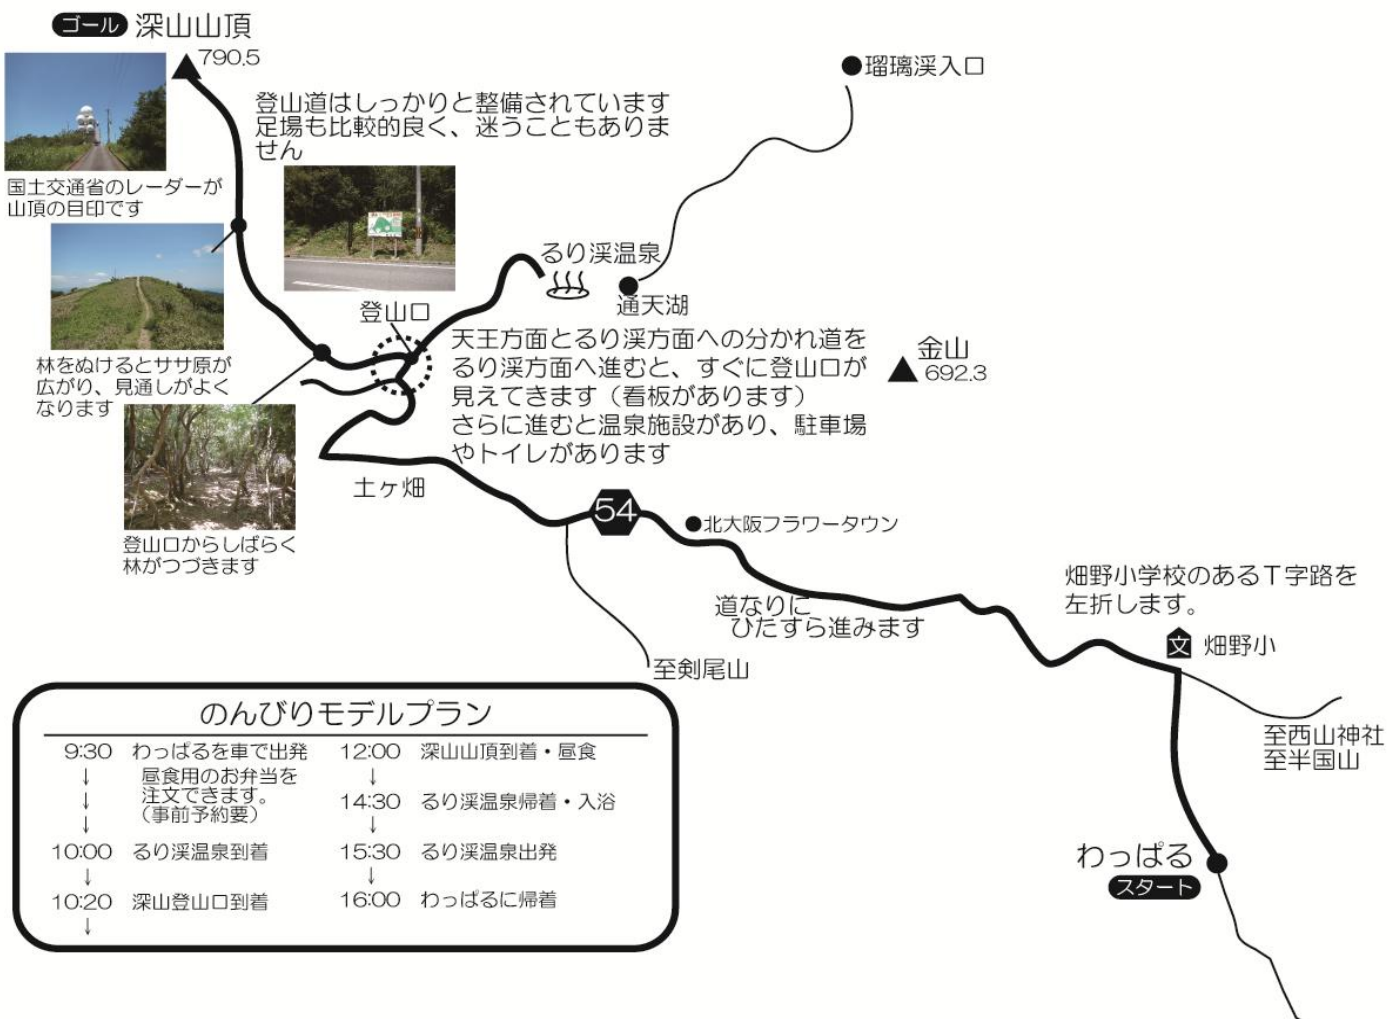 ゴール 深山山頂
790.5
国土交通省のレーダーが
山頂の目印です
登山道はしっかりと整備されています
足場も比較的良く、迷うこともありま
せん
瑠璃渓入口
るり渓温泉
通天湖
登山口
林をぬけるとササ原が
広がり、見通しがよく
なります
天王方面とるり渓方面への分かれ道を
るり渓方面へ進むと、すぐに登山口が
見えてきます（看板があります）
さらに進むと温泉施設があり、駐車場
やトイレがあります
金山
692.3
土ヶ畑
登山口からしばらく
林がつづきます
54
北大阪フラワータウン
道なりに
ひたすら進みます
至剣尾山
畑野小学校のあるＴ字路を
左折します。
文 畑野小
至西山神社
至半国山
わっぱる
スタート
のんびりモデルプラン
9:30 わっぱるを車で出発
↓ 昼食用のお弁当を
↓ 注文できます。
↓ （事前予約要）
10:00 るり渓温泉到着
↓
10:20 深山登山口到着
↓
12:00 深山山頂到着・昼食
↓
14:30 るり渓温泉帰着・入浴
↓
15:30 るり渓温泉出発
↓
16:00 わっぱるに帰着